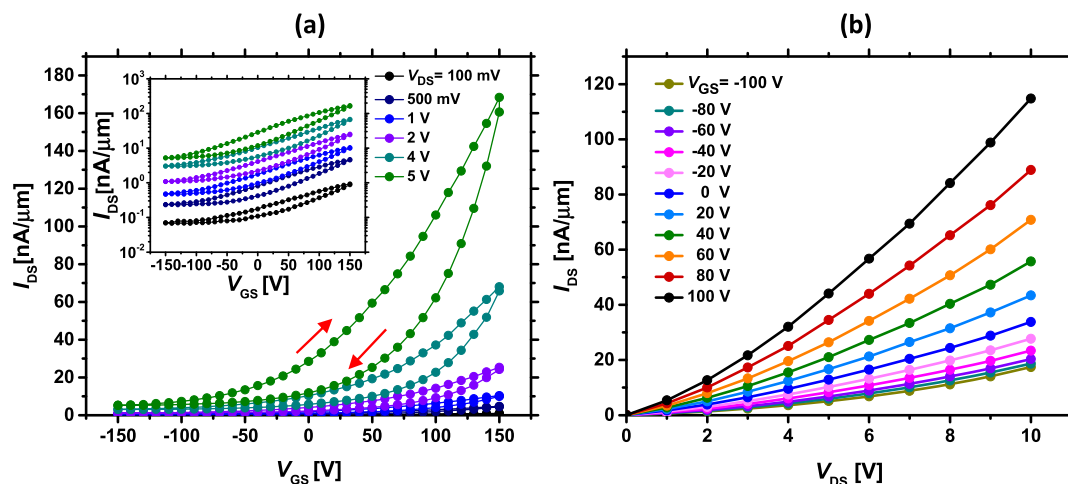 (a)
I_DS [nA/μm]
190
180
160
140
120
100
80
60
40
20
0
-150 -100 -50 0 50 100 150
V_GS [V]
V_DS= 100 mV
500 mV
1 V
2 V
4 V
5 V
I_DS [nA/μm]
10^3
10^2
10^1
10^0
10^-1
10^-2
-150 -100 -50 0 50 100 150
V_GS [V]
(b)
I_DS [nA/μm]
120
100
80
60
40
20
0
0 2 4 6 8 10
V_DS [V]
V_GS= -100 V
-80 V
-60 V
-40 V
-20 V
0 V
20 V
40 V
60 V
80 V
100 V